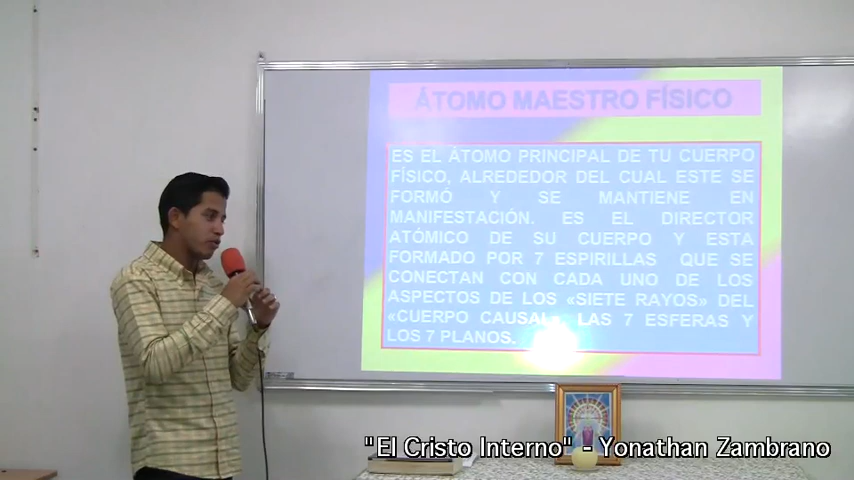 ÁTOMO MAESTRO FÍSICO
ES EL ÁTOMO PRINCIPAL DE TU CUERPO
FÍSICO, ALREDEDOR DEL CUAL ESTE SE
FORMÓ Y SE MANTIENE EN
MANIFESTACIÓN. ES EL DIRECTOR
ATÓMICO DE SU CUERPO Y ESTA
FORMADO POR 7 ESPIRILLAS QUE SE
CONECTAN CON CADA UNO DE LOS
ASPECTOS DE LOS «SIETE RAYOS» DEL
«CUERPO CAUSAL» LAS 7 ESFERAS Y
LOS 7 PLANOS.
"El Cristo Interno" - Yonathan Zambrano